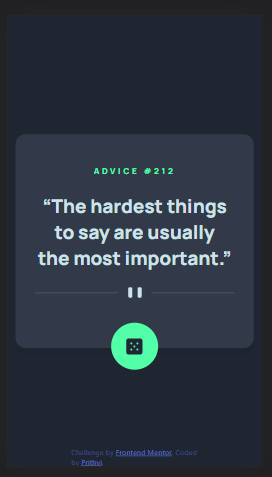 ADVICE #212
“The hardest things
to say are usually
the most important.”
Challenge by Frontend Mentor. Coded
by Prithvi.